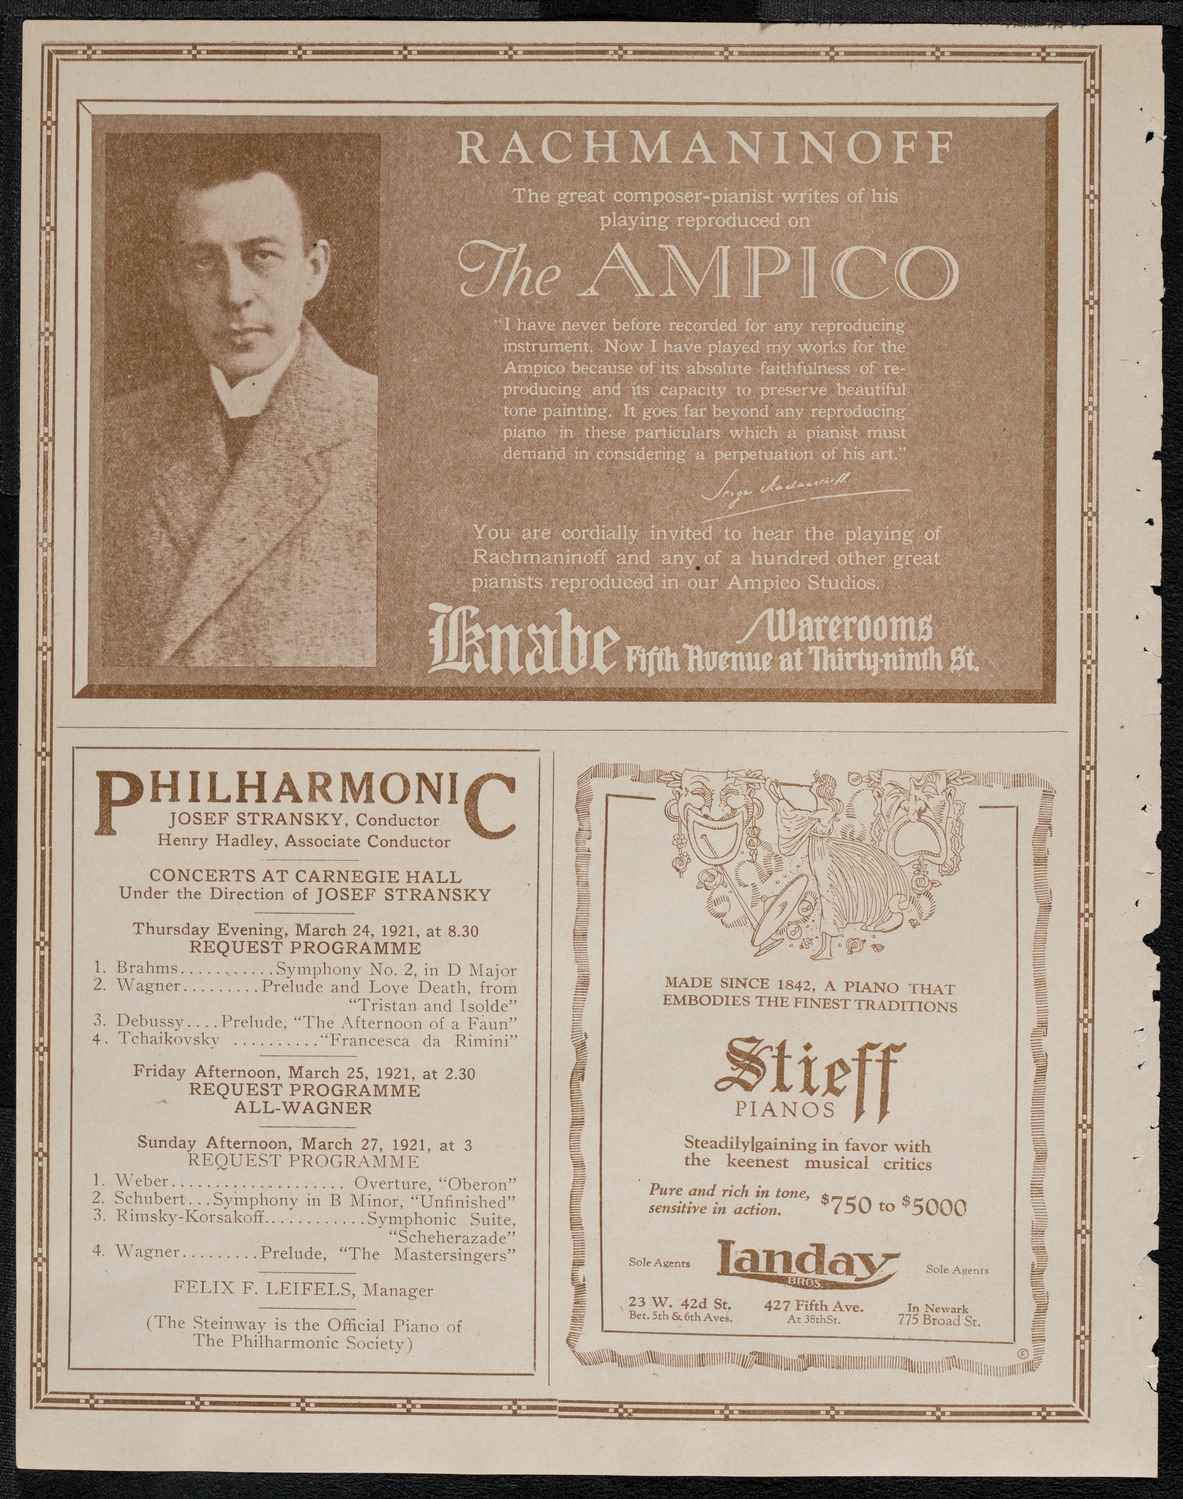 RACHMANINOFF
The great composer-pianist writes of his
playing reproduced on
The AMPICO
"I have never before recorded for any reproducing
instrument. Now I have played my works for the
Ampico because of its absolute faithfulness of re-
producing and its capacity to preserve beautiful
tone painting. It goes far beyond any reproducing
piano in these particulars which a pianist must
demand in considering a perpetuation of his art."
Serge Rachmaninoff
You are cordially invited to hear the playing of
Rachmaninoff and any of a hundred other great
pianists reproduced in our Ampico Studios.
Knabe Warerooms
Fifth Avenue at Thirty-ninth St.
PHILHARMONIC
JOSEF STRANSKY, Conductor
Henry Hadley, Associate Conductor
CONCERTS AT CARNEGIE HALL
Under the Direction of JOSEF STRANSKY
Thursday Evening, March 24, 1921, at 8.30
REQUEST PROGRAMME
1. Brahms...........Symphony No. 2, in D Major
2. Wagner.........Prelude and Love Death, from
"Tristan and Isolde"
3. Debussy....Prelude, "The Afternoon of a Faun"
4. Tchaikovsky .........."Francesca da Rimini"
Friday Afternoon, March 25, 1921, at 2.30
REQUEST PROGRAMME
ALL-WAGNER
Sunday Afternoon, March 27, 1921, at 3
REQUEST PROGRAMME
1. Weber................... Overture, "Oberon"
2. Schubert...Symphony in B Minor, "Unfinished"
3. Rimsky-Korsakoff............Symphonic Suite,
"Scheherazade"
4. Wagner.........Prelude, "The Mastersingers"
FELIX F. LEIFELS, Manager
(The Steinway is the Official Piano of
The Philharmonic Society)
MADE SINCE 1842, A PIANO THAT
EMBODIES THE FINEST TRADITIONS
Stieff
PIANOS
Steadily gaining in favor with
the keenest musical critics
Pure and rich in tone,
sensitive in action. $750 to $5000
Sole Agents Landay BROS. Sole Agents
23 W. 42d St. 427 Fifth Ave. In Newark
Bet. 5th & 6th Aves. At 38th St. 775 Broad St.
E